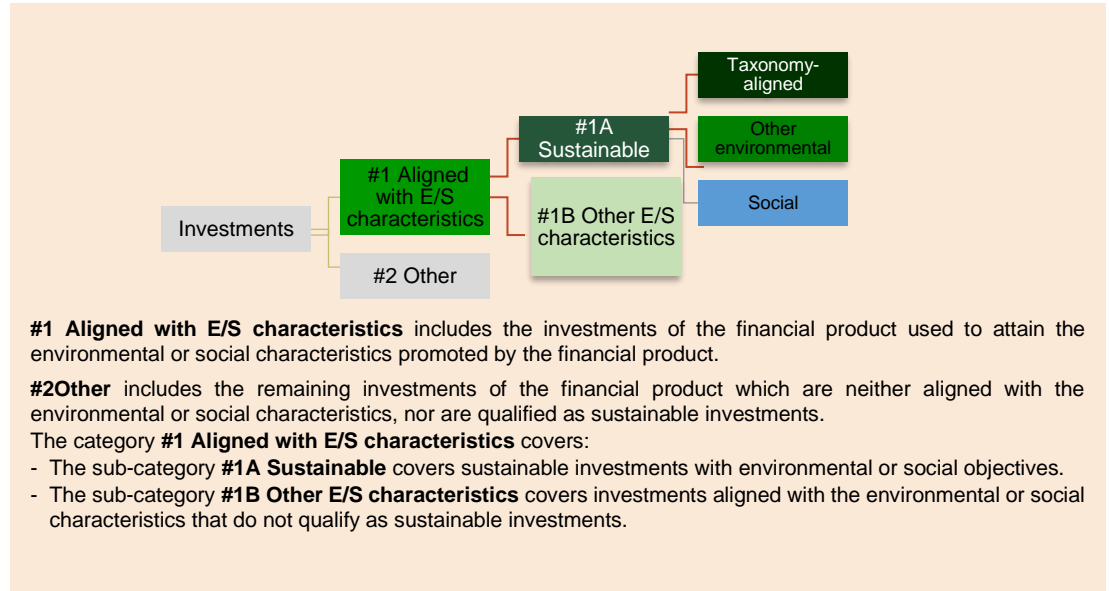 Taxonomy-
aligned
#1A
Sustainable
Other
environmental
#1 Aligned
with E/S
characteristics
Social
#1B Other E/S
characteristics
Investments
#2 Other
#1 Aligned with E/S characteristics includes the investments of the financial product used to attain the
environmental or social characteristics promoted by the financial product.
#2Other includes the remaining investments of the financial product which are neither aligned with the
environmental or social characteristics, nor are qualified as sustainable investments.
The category #1 Aligned with E/S characteristics covers:
- The sub-category #1A Sustainable covers sustainable investments with environmental or social objectives.
- The sub-category #1B Other E/S characteristics covers investments aligned with the environmental or social
characteristics that do not qualify as sustainable investments.